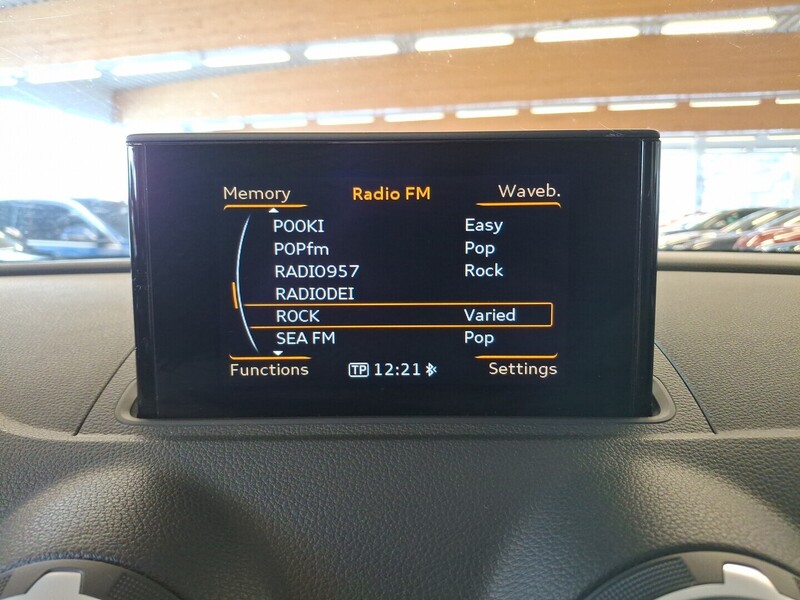 Memory Radio FM Waveb.
POOKI Easy
POPfm Pop
RADIO957 Rock
RADIODEI
ROCK Varied
SEA FM Pop
Functions TP 12:21 Settings